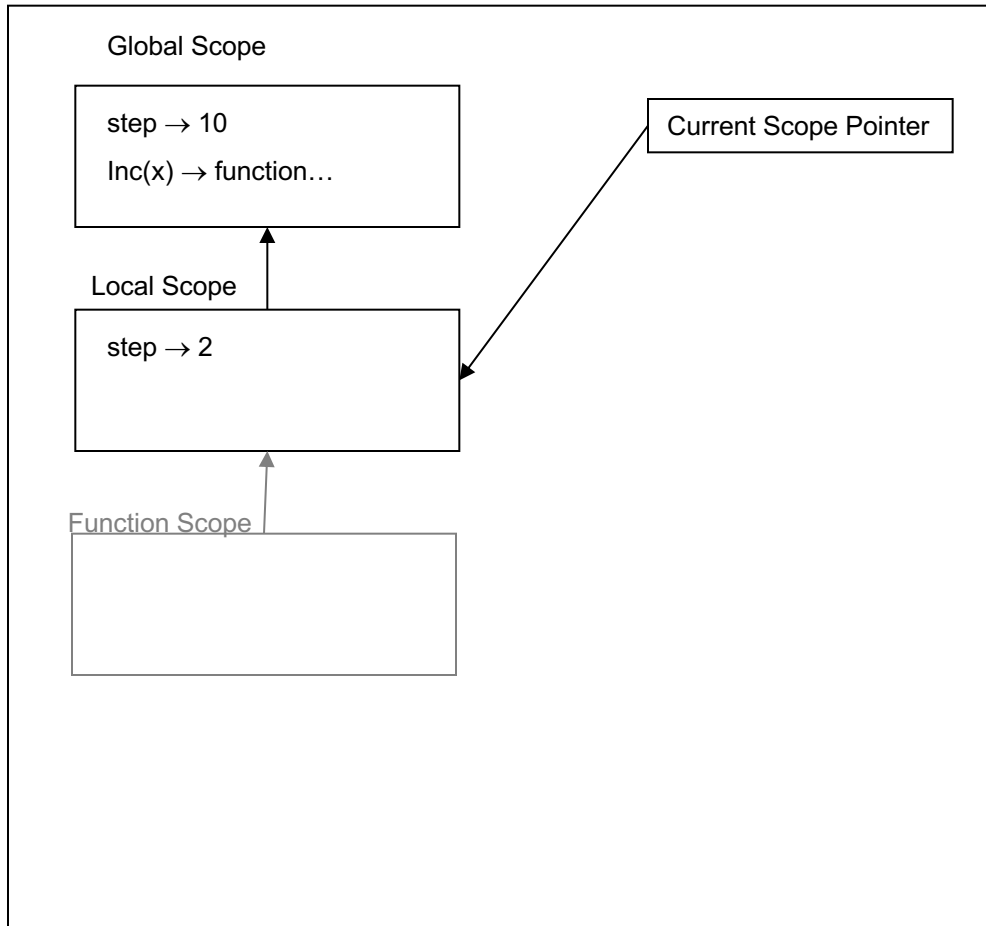 Global Scope
step → 10
Inc(x) → function…
Current Scope Pointer
Local Scope
step → 2
Function Scope